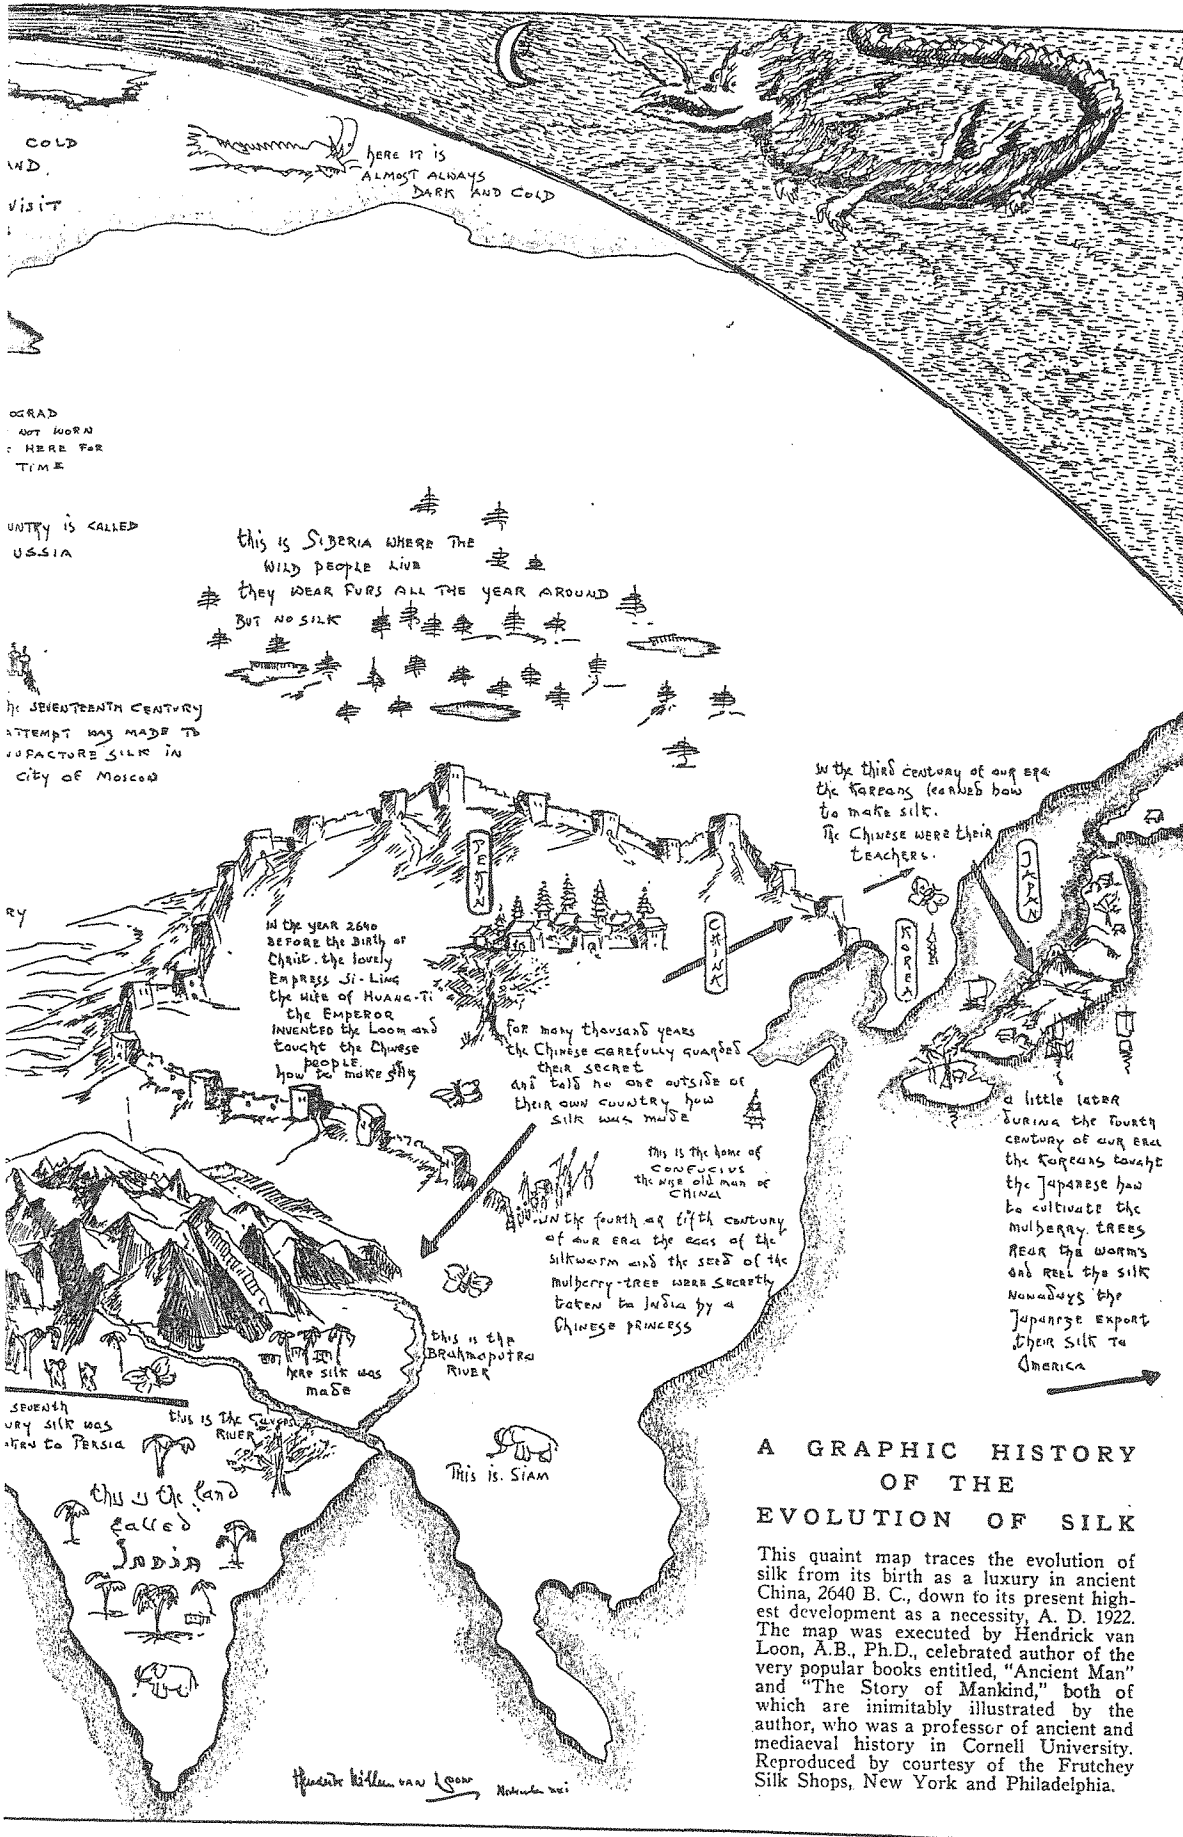 COLD
HERE IT IS
ALMOST ALWAYS
DARK AND COLD
VISIT
OGRAD
NOT WORN
HERE FOR
TIME
UNTRY IS CALLED
USSIA
this is SIBERIA WHERE THE
WILD PEOPLE LIVE
they WEAR FURS ALL THE YEAR AROUND
BUT NO SILK
he SEVENTEENTH CENTURY
ATTEMPT WAS MADE TO
NUFACTURE SILK IN
City of Moscow
IN the third CENTURY of OUR ERA
the KOREANS learned how
to make silk.
The CHINESE WERE their
teachers.
PEKIN
JAPAN
CHINA
KOREA
RY
IN the YEAR 2640
BEFORE the BIRTH of
Christ. the lovely
EMPRESS SI-LING
the WIFE of HUANG-TI
the EMPEROR
INVENTED the LOOM and
taught the Chinese
people
how to make silk
For many thousand years
the Chinese carefully guarded
their secret
and told no one outside of
their own country how
silk was made
this is the home of
CONFUCIUS
the wise old man of
CHINA
a little later
DURING the FOURTH
century of our ERA
the KOREANS taught
the Japanese how
to cultivate the
mulberry. TREES
REAR the worms
and REEL the SILK
Nowadays the
Japanese EXPORT
their SILK To
America
IN the fourth or fifth century
of our ERA the eggs of the
silkworm and the seed of the
mulberry-tree were secretly
taken to India by a
Chinese princess
this is the
BRAHMAPUTRA
RIVER
here silk was
made
SEVENTH
URY silk was
to PERSIA
this is the GANGES
RIVER
This is. SIAM
this is the land
called
INDIA
Hendrik Willem van Loon
A GRAPHIC HISTORY
OF THE
EVOLUTION OF SILK
This quaint map traces the evolution of
silk from its birth as a luxury in ancient
China, 2640 B. C., down to its present high-
est development as a necessity, A. D. 1922.
The map was executed by Hendrick van
Loon, A.B., Ph.D., celebrated author of the
very popular books entitled, "Ancient Man"
and "The Story of Mankind," both of
which are inimitably illustrated by the
author, who was a professor of ancient and
mediaeval history in Cornell University.
Reproduced by courtesy of the Frutchey
Silk Shops, New York and Philadelphia.